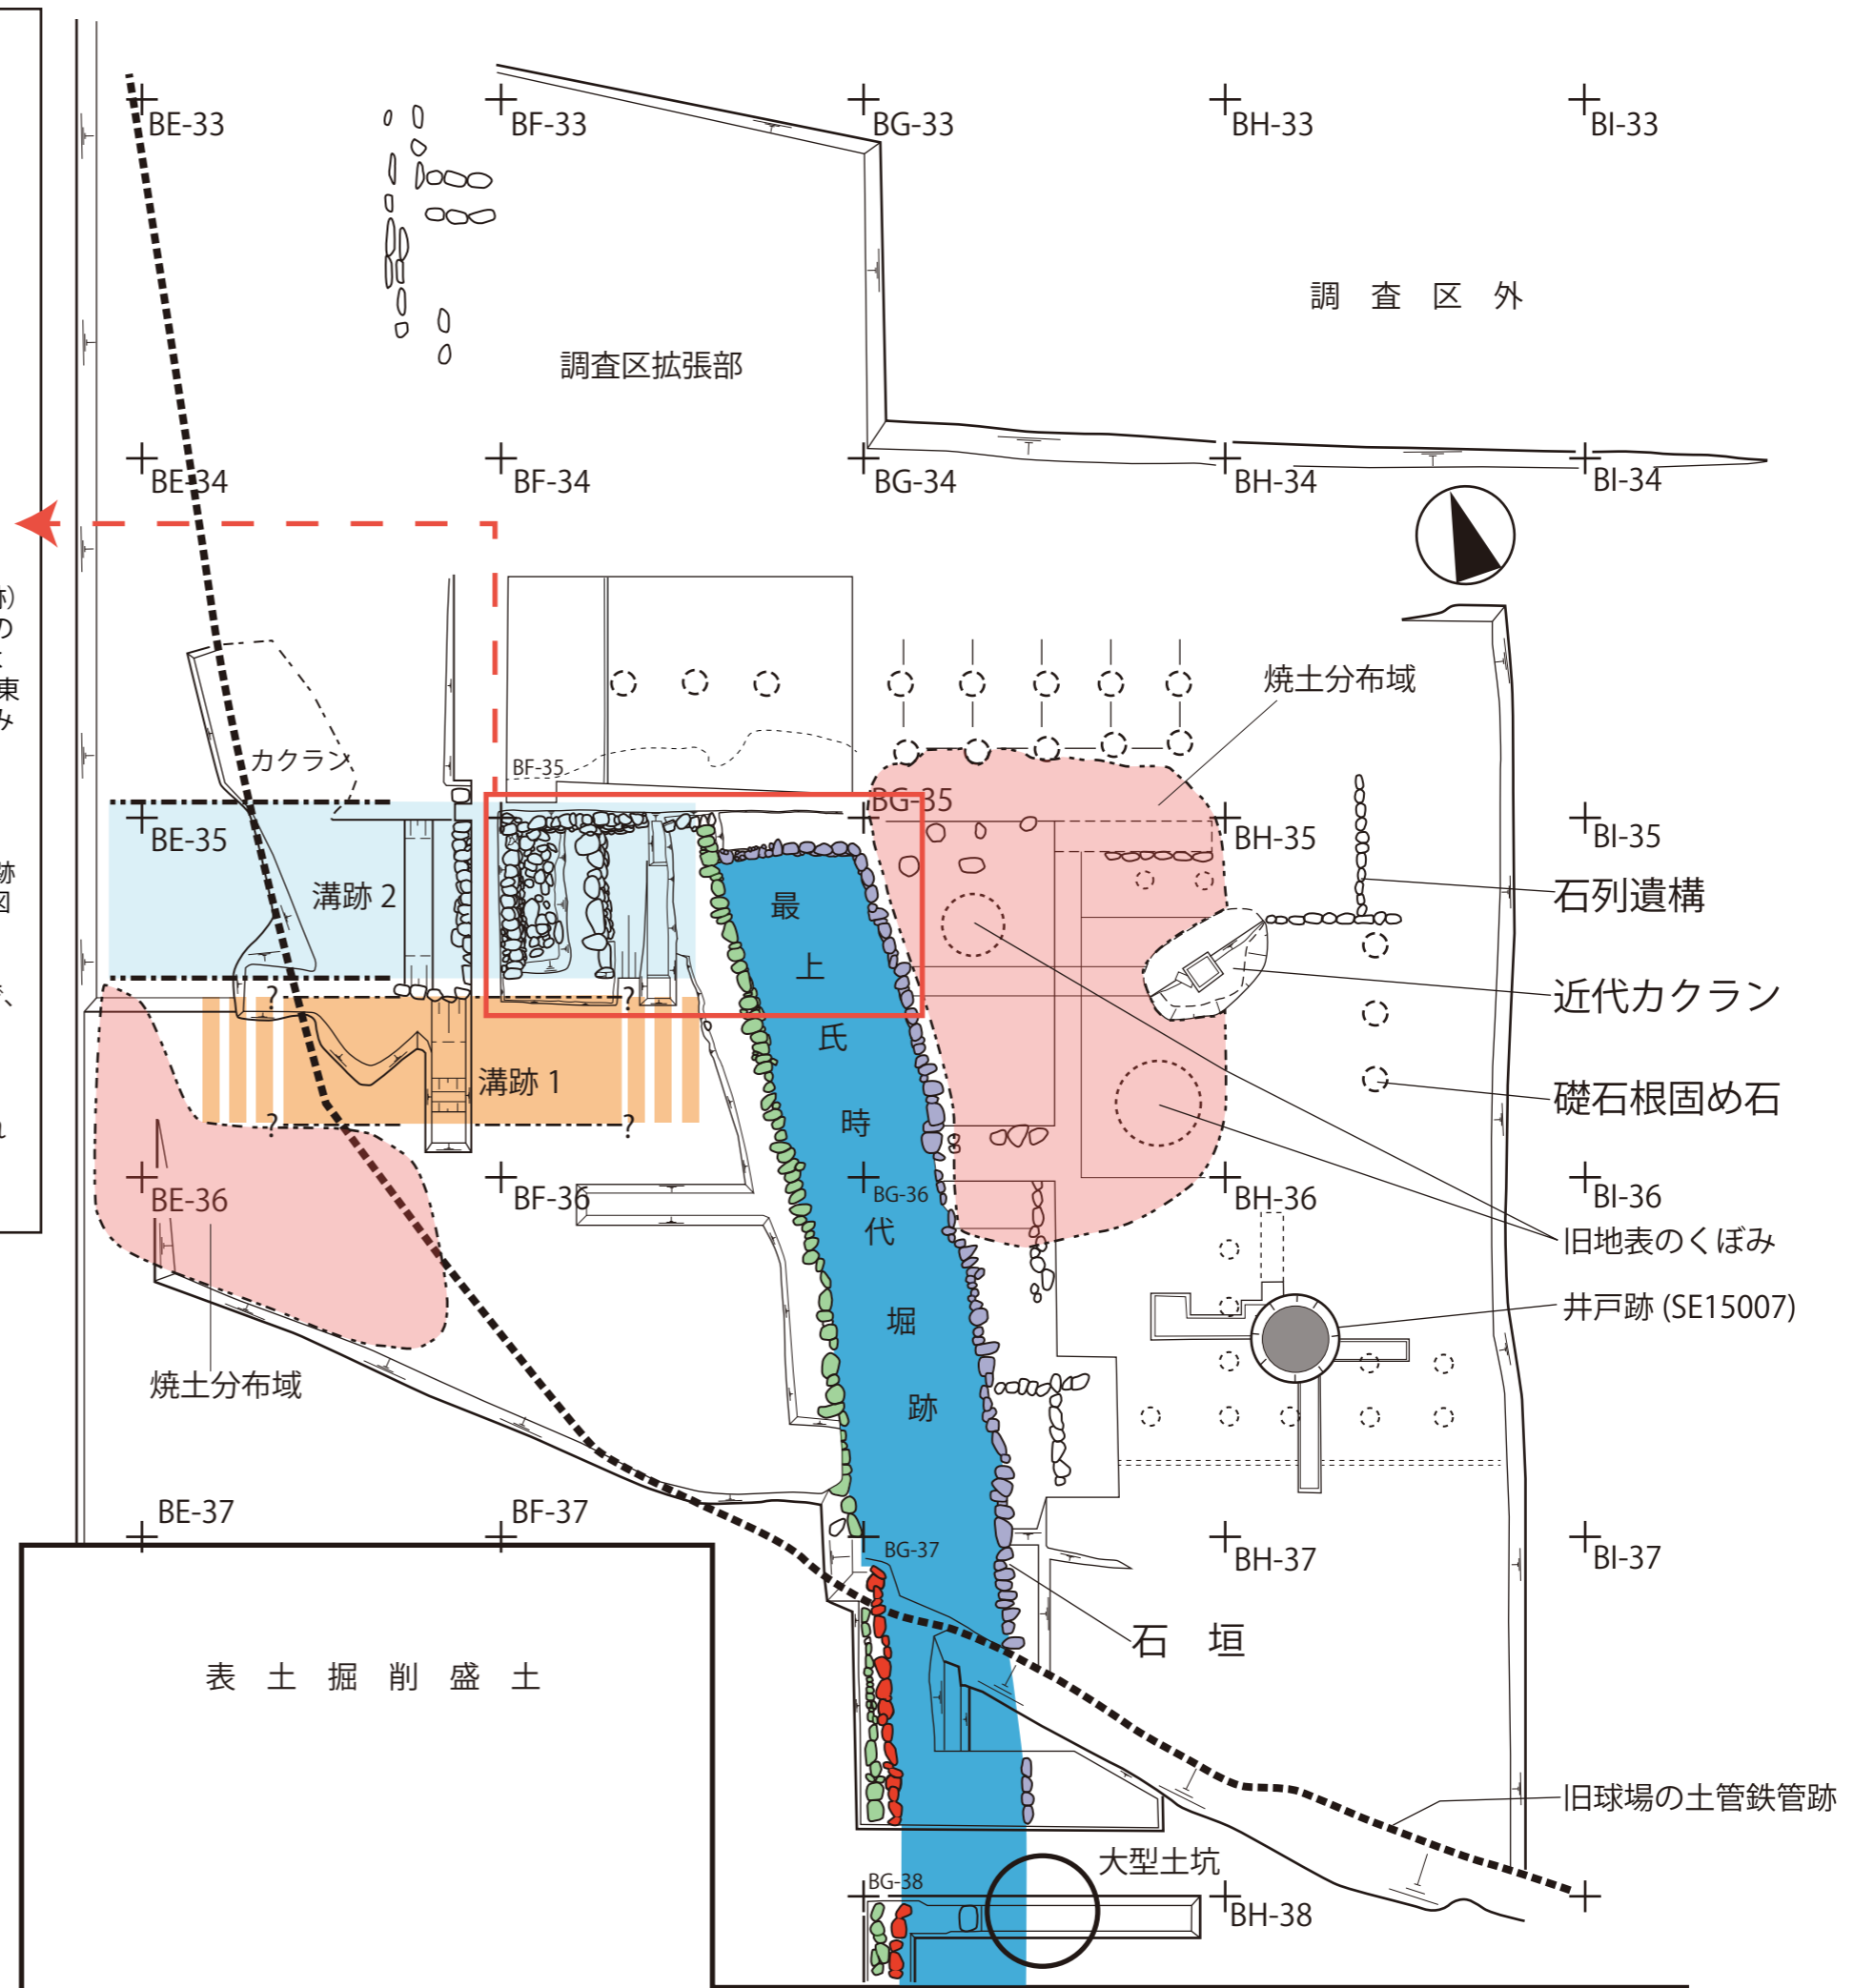 BE-33
BF-33
BG-33
BH-33
BI-33
調査区外
調査区拡張部
BE-34
BF-34
BG-34
BH-34
BI-34
跡)
の
東
み
焼土分布域
カクラン
BF-35
BG-35
BE-35
BH-35
BI-35
溝跡 2
最上氏時代堀跡
石列遺構
跡
図
近代カクラン
?
?
溝跡 1
礎石根固め石
?
?
れ
BE-36
BF-36
BG-36
BH-36
BI-36
旧地表のくぼみ
井戸跡 (SE15007)
焼土分布域
BE-37
BF-37
BG-37
BH-37
BI-37
石垣
表土掘削盛土
旧球場の土管鉄管跡
大型土坑
BG-38
BH-38